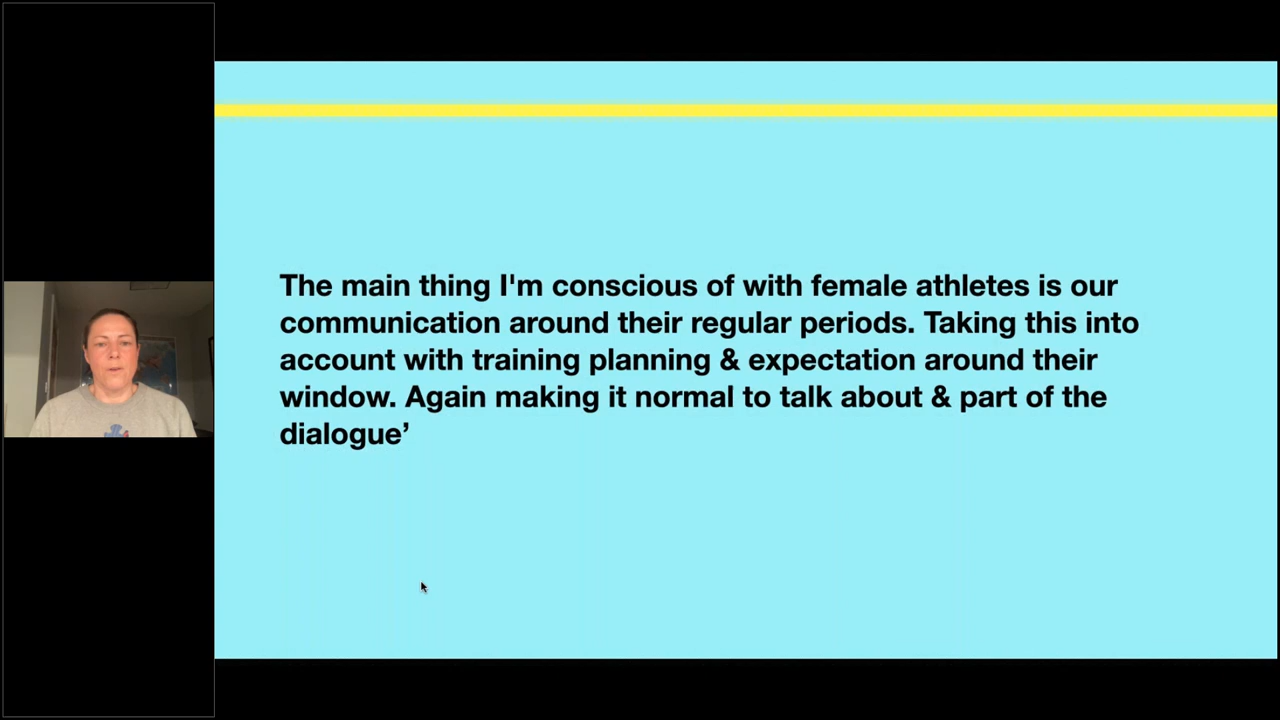 The main thing I'm conscious of with female athletes is our
communication around their regular periods. Taking this into
account with training planning & expectation around their
window. Again making it normal to talk about & part of the
dialogue’